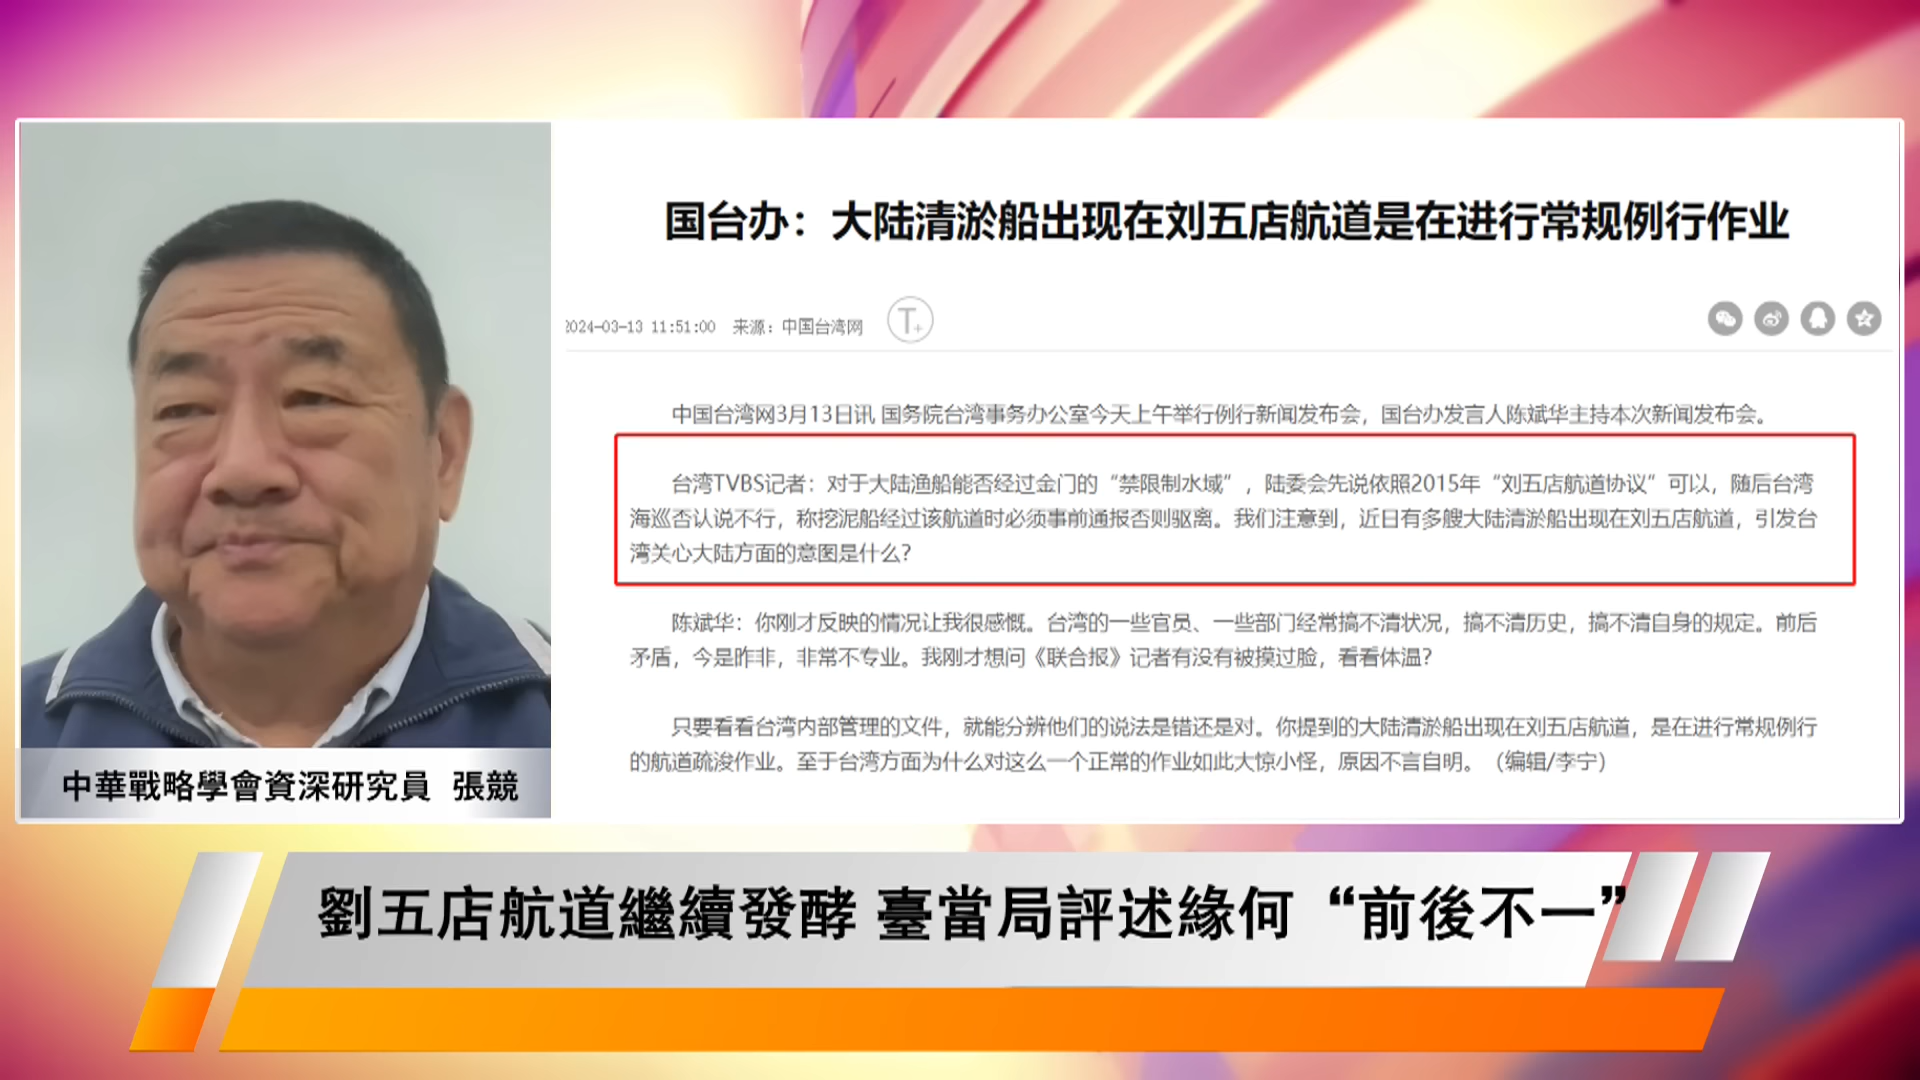 国台办：大陆清淤船出现在刘五店航道是在进行常规例行作业
2024-03-13 11:51:00 来源：中国台湾网 T+
中国台湾网3月13日讯 国务院台湾事务办公室今天上午举行例行新闻发布会，国台办发言人陈斌华主持本次新闻发布会。
台湾TVBS记者：对于大陆渔船能否经过金门的“禁限制水域”，陆委会先说依照2015年“刘五店航道协议”可以，随后台湾
海巡否认说不行，称挖泥船经过该航道时必须事前通报否则驱离。我们注意到，近日有多艘大陆清淤船出现在刘五店航道，引发台
湾关心大陆方面的意图是什么？
陈斌华：你刚才反映的情况让我很感慨。台湾的一些官员、一些部门经常搞不清状况，搞不清历史，搞不清自身的规定。前后
矛盾，今是昨非，非常不专业。我刚才想问《联合报》记者有没有被摸过脸，看看体温？
只要看看台湾内部管理的文件，就能分辨他们的说法是错还是对。你提到的大陆清淤船出现在刘五店航道，是在进行常规例行
的航道疏浚作业。至于台湾方面为什么对这么一个正常的作业如此大惊小怪，原因不言自明。（编辑/李宁）
中華戰略學會資深研究員 張競
劉五店航道繼續發酵 臺當局評述緣何“前後不一”